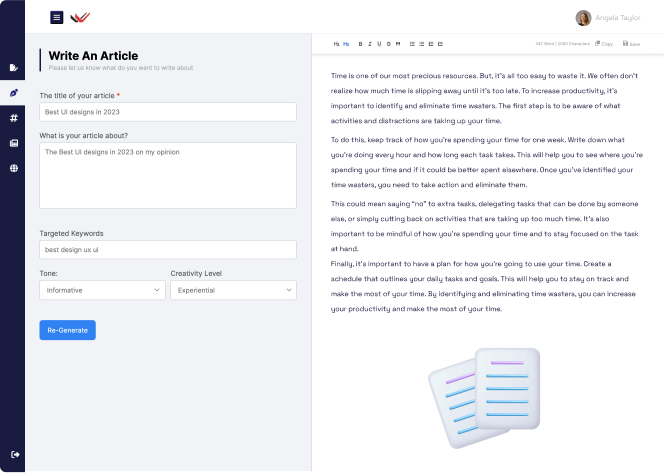 Angela Taylor
Write An Article
Please let us know what do you want to write about
The title of your article *
Best UI designs in 2023
What is your article about?
The Best UI designs in 2023 on my opinion
Targeted Keywords
best design ux ui
Tone:
Creativity Level
Informative
Experiential
Re-Generate
H1 H2 B I U S
Copy
Save
Time is one of our most precious resources. But, it's all too easy to waste it. We often don't
realize how much time is slipping away until it's too late. To increase productivity, it's
important to identify and eliminate time wasters. The first step is to be aware of what
activities and distractions are taking up your time.
To do this, keep track of how you're spending your time for one week. Write down what
you're doing every hour and how long each task takes. This will help you to see where you're
spending your time and if it could be better spent elsewhere. Once you've identified your
time wasters, you need to take action and eliminate them.
This could mean saying "no" to extra tasks, delegating tasks that can be done by someone
else, or simply cutting back on activities that are taking up too much time. It's also
important to be mindful of how you're spending your time and to stay focused on the task
at hand.
Finally, it's important to have a plan for how you're going to use your time. Create a
schedule that outlines your daily tasks and goals. This will help you to stay on track and
make the most of your time. By identifying and eliminating time wasters, you can increase
your productivity and make the most of your time.